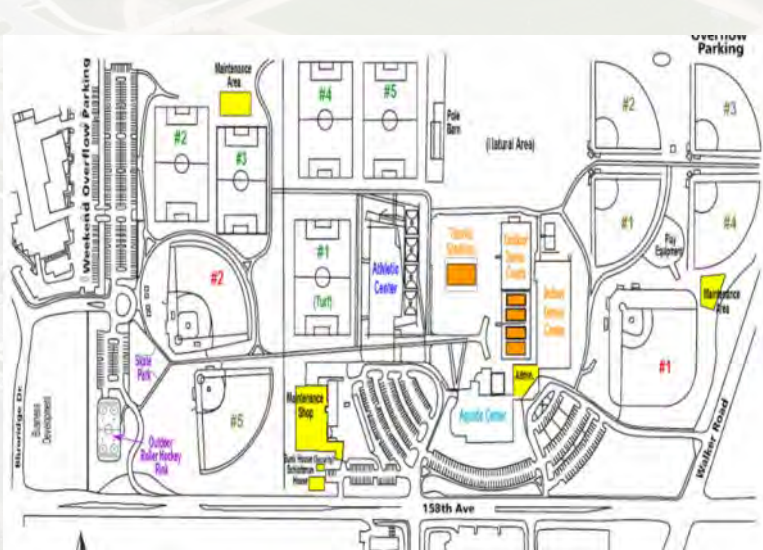 Overflow
Parking
Weekend Overflow Parking
Maintenance
Area
#2
#3
#4
#5
Pole
Barn
(Natural Area)
#2
#3
#1
#4
Play
Equipment
Maintenance
Area
#1
#2
#1
(Turf)
Athletic
Center
Tennis
Outdoor
Tennis
Courts
Indoor
Tennis
Center
Admin.
Aquatic Center
Skate
Park
#5
Maintenance
Shop
House
Outdoor
Roller Hockey
Rink
Business
Development
Blueridge Dr.
Walker Road
158th Ave